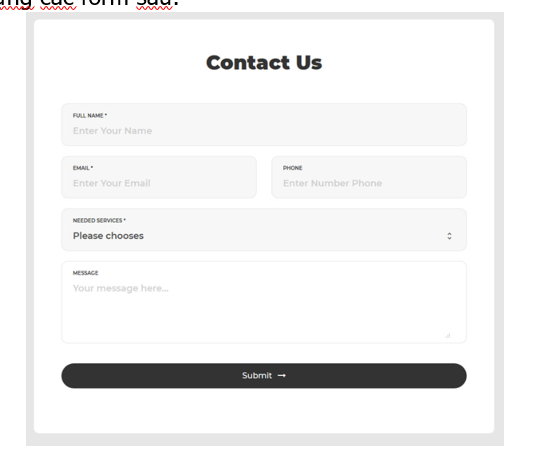 các form sau:
Contact Us
FULL NAME *
Enter Your Name
EMAIL *
Enter Your Email
PHONE
Enter Number Phone
NEEDED SERVICES *
Please chooses
MESSAGE
Your message here...
Submit →